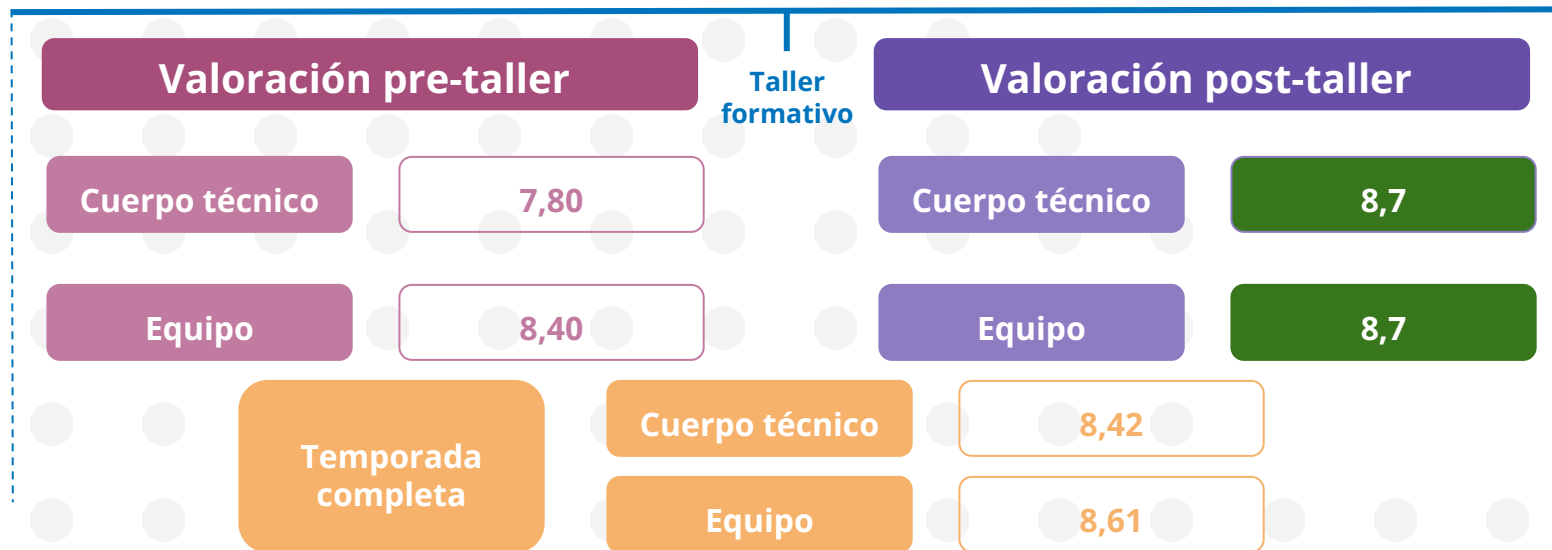 Valoración pre-taller
Taller
formativo
Valoración post-taller
Cuerpo técnico
7,80
Cuerpo técnico
8,7
Equipo
8,40
Equipo
8,7
Temporada
completa
Cuerpo técnico
8,42
Equipo
8,61